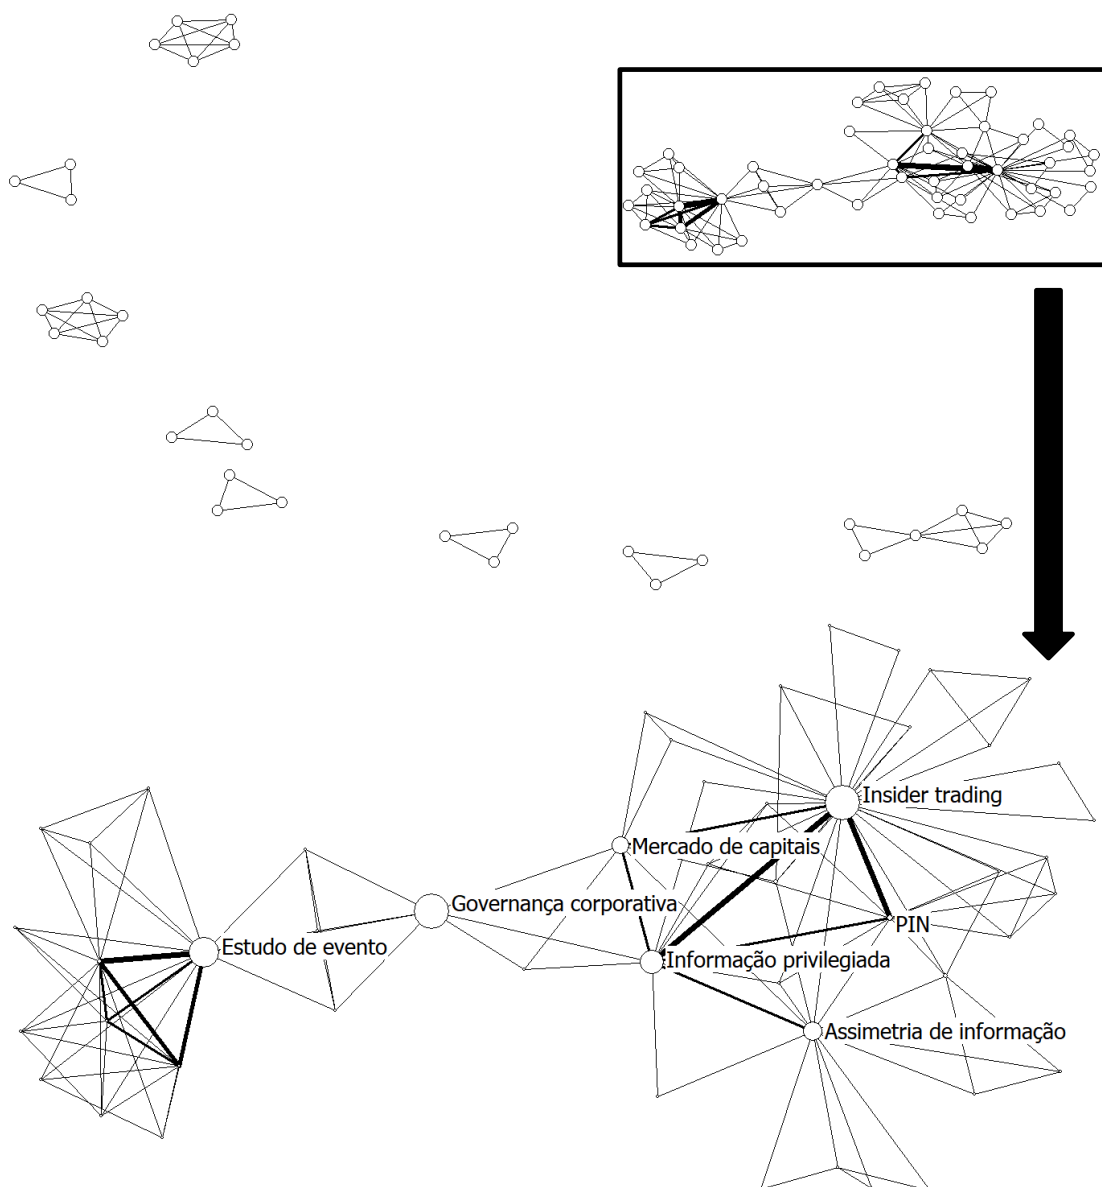 Insider trading
Mercado de capitais
Governança corporativa
PIN
Estudo de evento
Informação privilegiada
Assimetria de informação